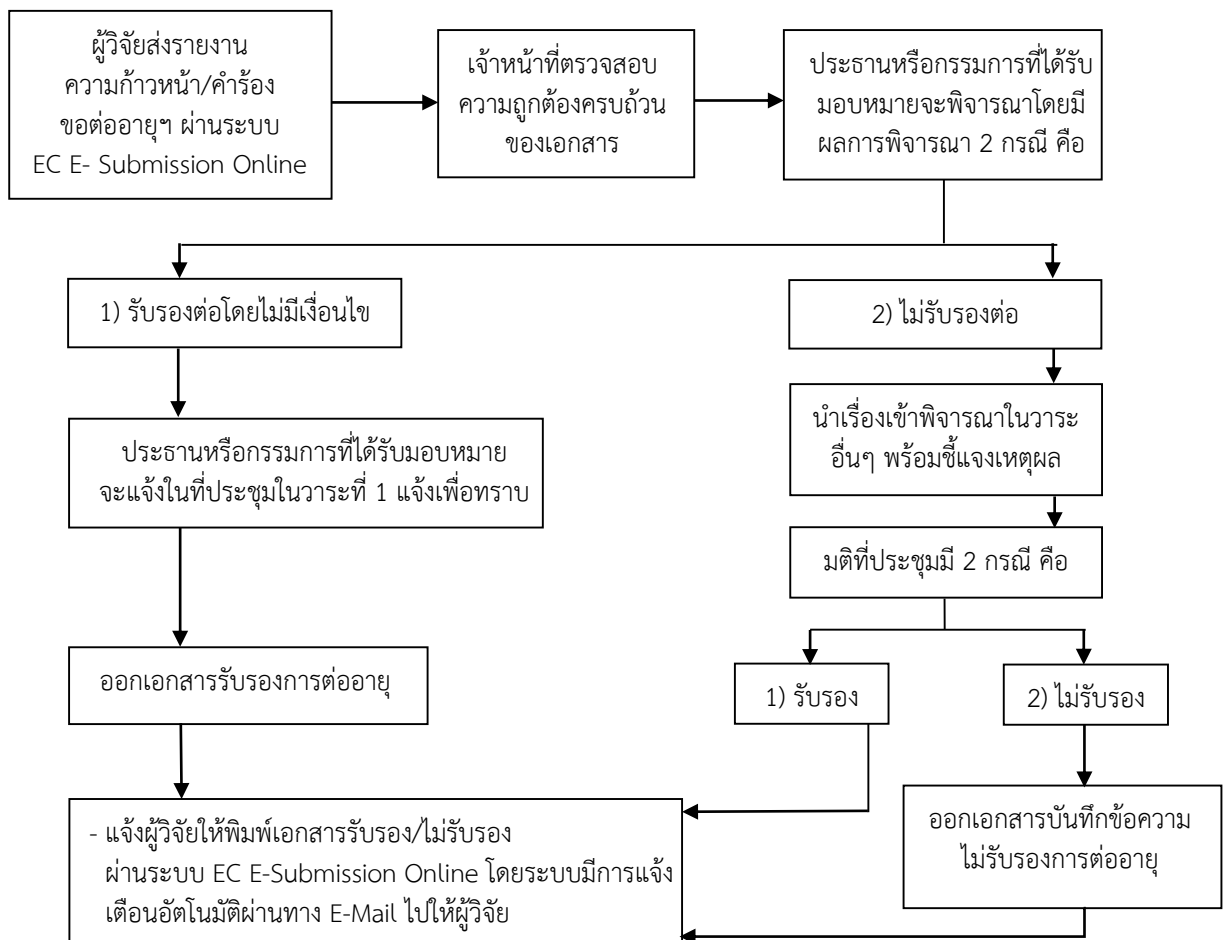 ผู้วิจัยส่งรายงาน
ความก้าวหน้า/คำร้อง
ขอต่ออายุฯ ผ่านระบบ
EC E- Submission Online
เจ้าหน้าที่ตรวจสอบ
ความถูกต้องครบถ้วน
ของเอกสาร
ประธานหรือกรรมการที่ได้รับ
มอบหมายจะพิจารณาโดยมี
ผลการพิจารณา 2 กรณี คือ
1) รับรองต่อโดยไม่มีเงื่อนไข
ประธานหรือกรรมการที่ได้รับมอบหมาย
จะแจ้งในที่ประชุมในวาระที่ 1 แจ้งเพื่อทราบ
ออกเอกสารรับรองการต่ออายุ
2) ไม่รับรองต่อ
นำเรื่องเข้าพิจารณาในวาระ
อื่นๆ พร้อมชี้แจงเหตุผล
มติที่ประชุมมี 2 กรณี คือ
1) รับรอง
2) ไม่รับรอง
ออกเอกสารบันทึกข้อความ
ไม่รับรองการต่ออายุ
- แจ้งผู้วิจัยให้พิมพ์เอกสารรับรอง/ไม่รับรอง
ผ่านระบบ EC E-Submission Online โดยระบบมีการแจ้ง
เตือนอัตโนมัติผ่านทาง E-Mail ไปให้ผู้วิจัย